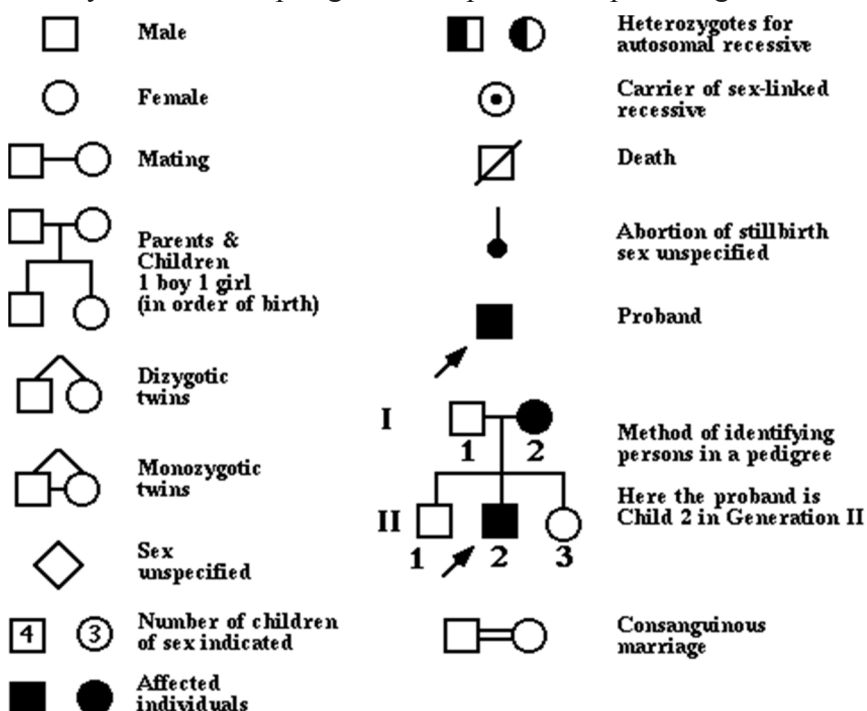 Male
Female
Mating
Parents &
Children
1 boy 1 girl
(in order of birth)
Dizygotic
twins
Monozygotic
twins
Sex
unspecified
4
3
Number of children
of sex indicated
Affected
individuals
Heterozygotes for
autosomal recessive
Carrier of sex-linked
recessive
Death
Abortion of stillbirth
sex unspecified
Proband
I
1 2
II
1 2 3
Method of identifying
persons in a pedigree
Here the proband is
Child 2 in Generation II
Consanguinous
marriage